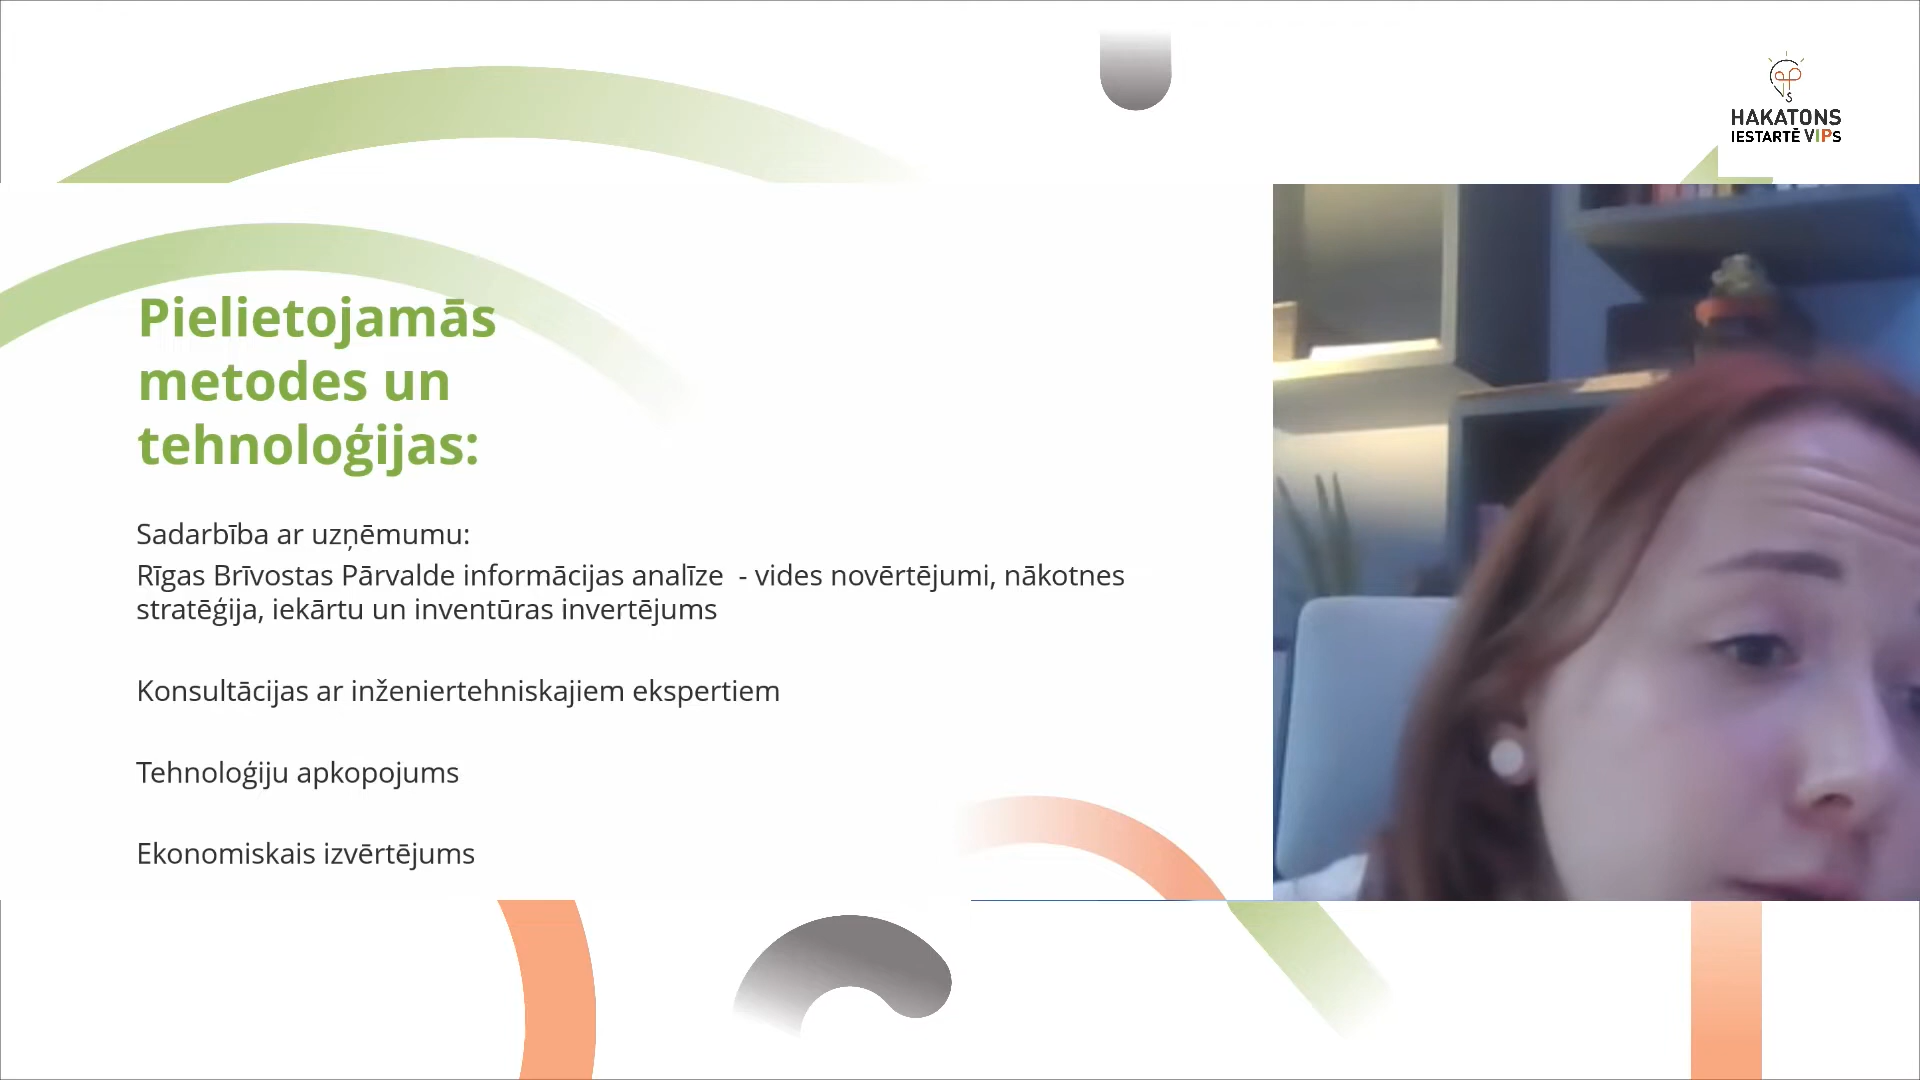 HAKATONS
IESTARTĒ VIPS
Pielietojamās
metodes un
tehnoloģijas:
Sadarbība ar uzņēmumu:
Rīgas Brīvostas Pārvalde informācijas analīze - vides novērtējumi, nākotnes
stratēģija, iekārtu un inventūras invertējums
Konsultācijas ar inženiertehniskajiem ekspertiem
Tehnoloģiju apkopojums
Ekonomiskais izvērtējums